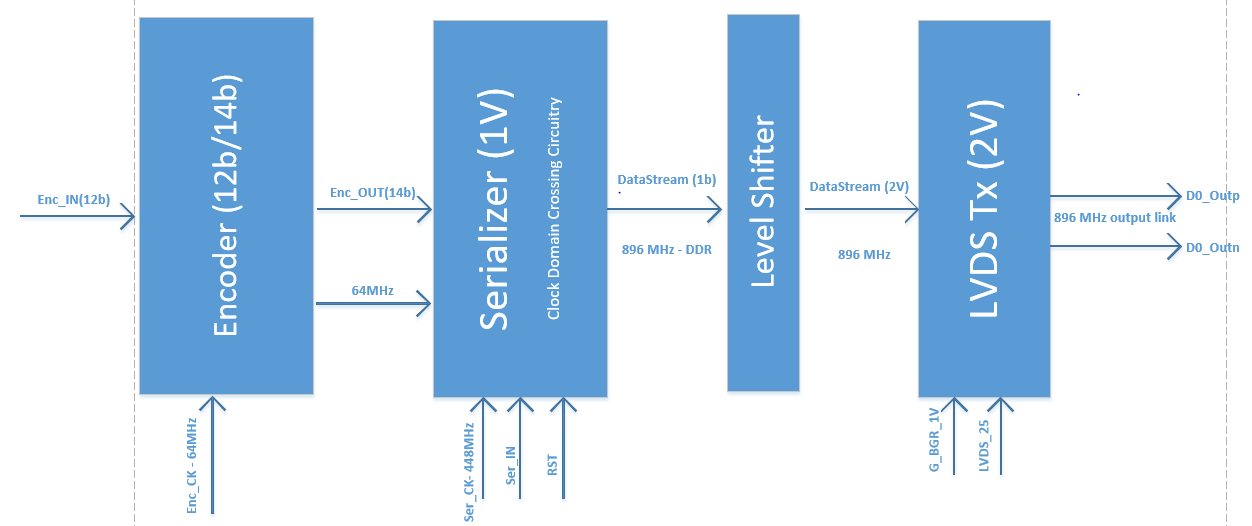 Enc_IN(12b)
Encoder (12b/14b)
Enc_CK - 64MHz
Enc_OUT(14b)
64MHz
Serializer (1V)
Clock Domain Crossing Circuitry
Ser_CK- 448MHz
Ser_IN
RST
DataStream (1b)
896 MHz - DDR
Level Shifter
DataStream (2V)
896 MHz
LVDS Tx (2V)
G_BGR_1V
LVDS_25
D0_Outp
896 MHz output link
D0_Outn